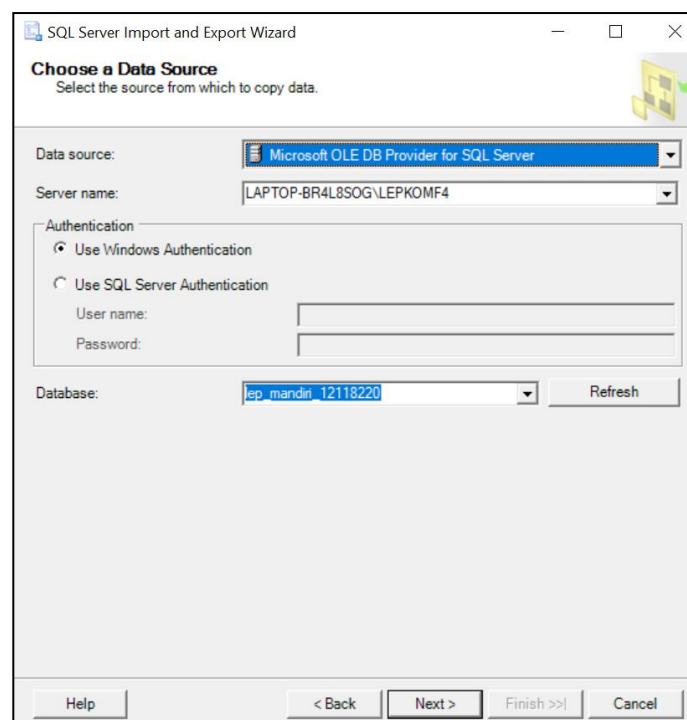 SQL Server Import and Export Wizard
Choose a Data Source
Select the source from which to copy data.
Data source:
Microsoft OLE DB Provider for SQL Server
Server name:
LAPTOP-BR4L8SOG\LEPKOMF4
Authentication
Use Windows Authentication
Use SQL Server Authentication
User name:
Password:
Database:
lep_mandiri_12118220
Refresh
Help
< Back
Next >
Finish >>|
Cancel